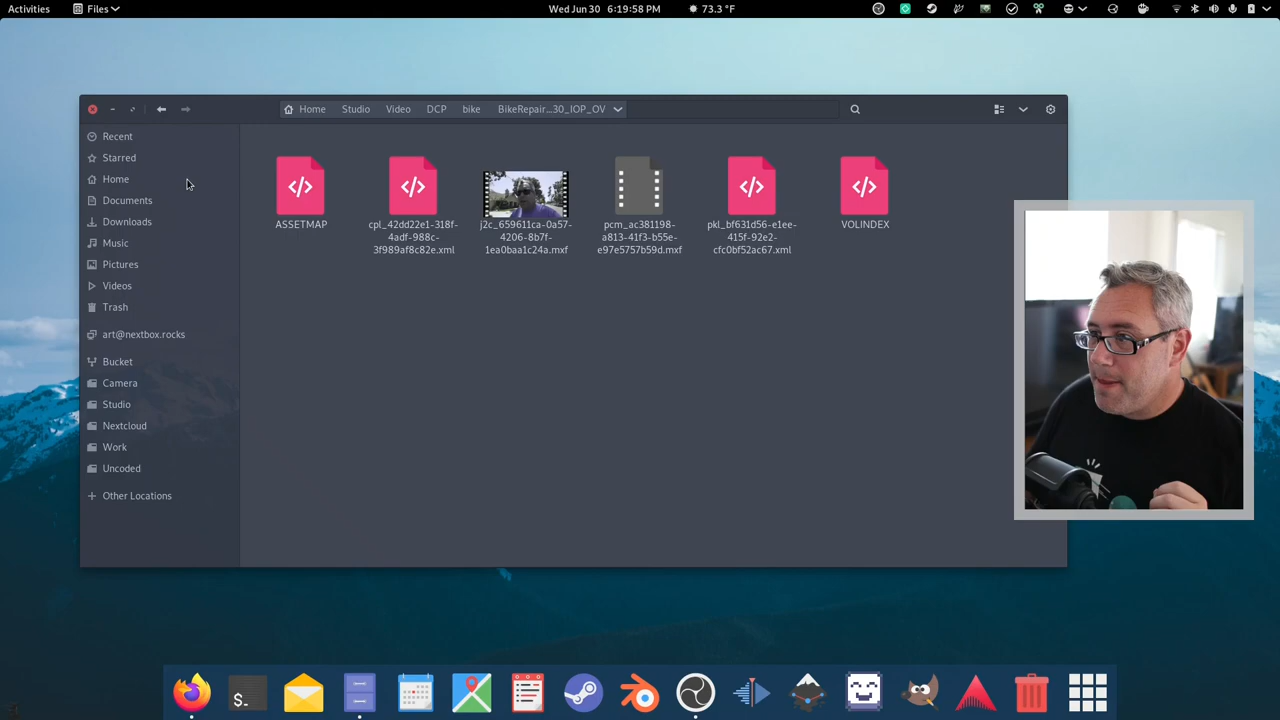 Activities
Files
Wed Jun 30 6:19:58 PM
73.3 °F
Home
Studio
Video
DCP
bike
BikeRepair...30_IOP_OV
Recent
Starred
Home
Documents
Downloads
Music
Pictures
Videos
Trash
art@nextbox.rocks
Bucket
Camera
Studio
Nextcloud
Work
Uncoded
Other Locations
ASSETMAP
cpl_42dd22e1-318f-
4adf-988c-
3f989af8c82e.xml
j2c_659611ca-0a57-
4206-8b7f-
1ea0baa1c24a.mxf
pcm_ac381198-
a813-41f3-b55e-
e97e5757b59d.mxf
pkl_bf631d56-e1ee-
415f-92e2-
cfc0bf52ac67.xml
VOLINDEX
$_